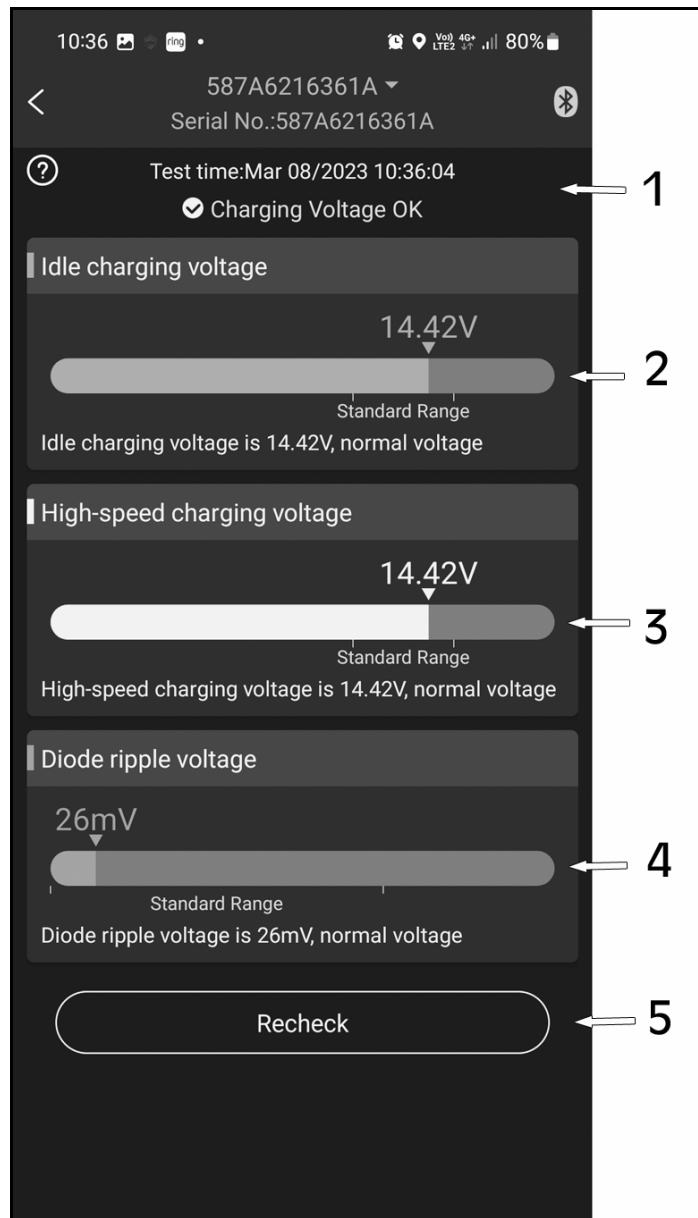 10:36 ring Vo)) LTE2 4G+ 80%
587A6216361A
Serial No.:587A6216361A
Test time:Mar 08/2023 10:36:04
1
Charging Voltage OK
Idle charging voltage
14.42V
2
Standard Range
Idle charging voltage is 14.42V, normal voltage
High-speed charging voltage
14.42V
3
Standard Range
High-speed charging voltage is 14.42V, normal voltage
Diode ripple voltage
26mV
4
Standard Range
Diode ripple voltage is 26mV, normal voltage
Recheck
5